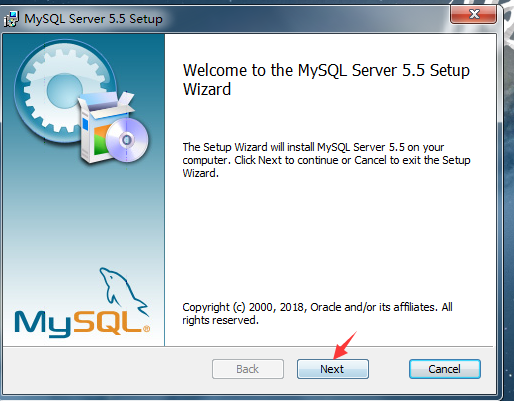 MySQL Server 5.5 Setup
Welcome to the MySQL Server 5.5 Setup
Wizard
The Setup Wizard will install MySQL Server 5.5 on your
computer. Click Next to continue or Cancel to exit the Setup
Wizard.
MySQL®
Copyright (c) 2000, 2018, Oracle and/or its affiliates. All
rights reserved.
Back
Next
Cancel